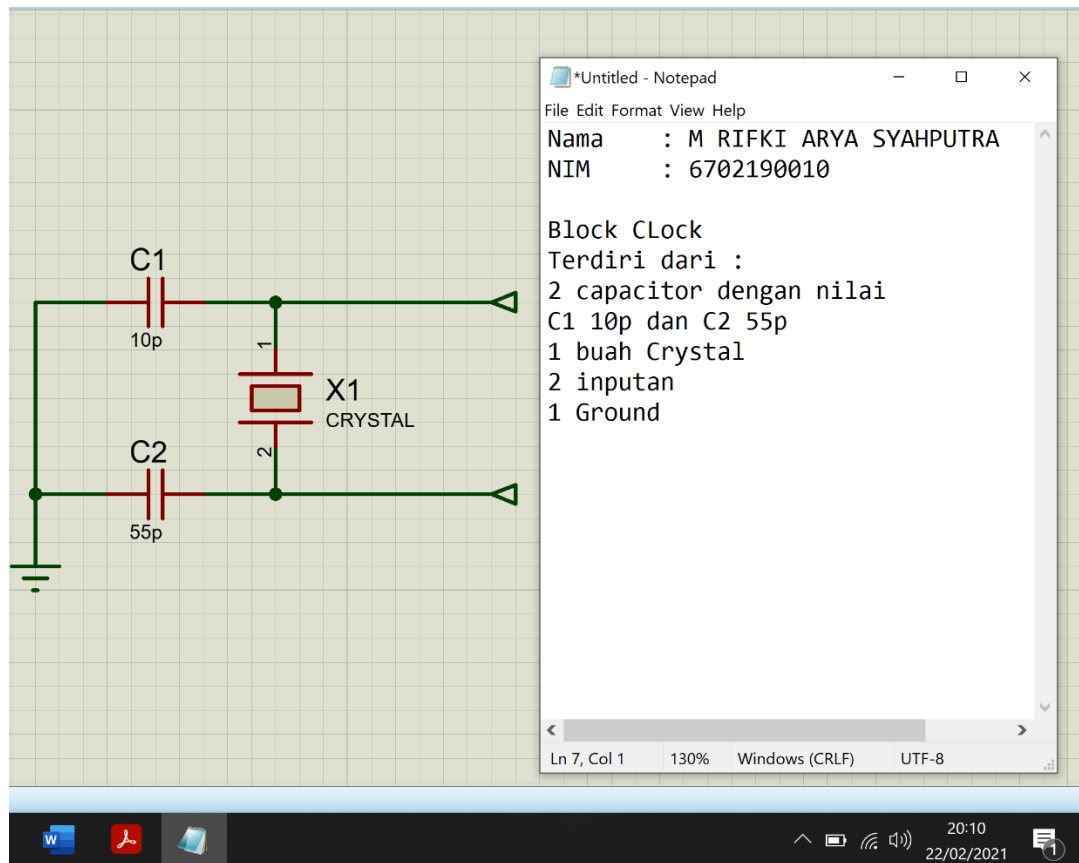 C1
10p
1
X1
CRYSTAL
C2
2
55p
*Untitled - Notepad
File Edit Format View Help
Nama : M RIFKI ARYA SYAHPUTRA
NIM : 6702190010
Block CLock
Terdiri dari :
2 capacitor dengan nilai
C1 10p dan C2 55p
1 buah Crystal
2 inputan
1 Ground
Ln 7, Col 1 130% Windows (CRLF) UTF-8
W
20:10
22/02/2021
1